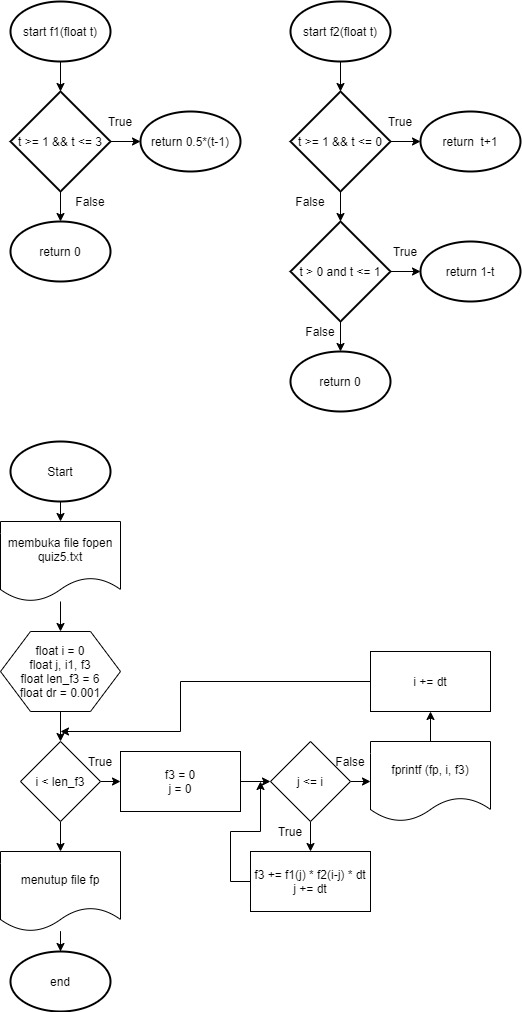 start f1(float t)
t >= 1 && t <= 3
True
return 0.5*(t-1)
False
return 0
start f2(float t)
t >= 1 && t <= 0
True
return  t+1
False
t > 0 and t <= 1
True
return 1-t
False
return 0
Start
membuka file fopen
quiz5.txt
float i = 0
float j, i1, f3
float len_f3 = 6
float dr = 0.001
i < len_f3
True
f3 = 0
j = 0
j <= i
False
fprintf (fp, i, f3)
i += dt
True
f3 += f1(j) * f2(i-j) * dt
j += dt
menutup file fp
end